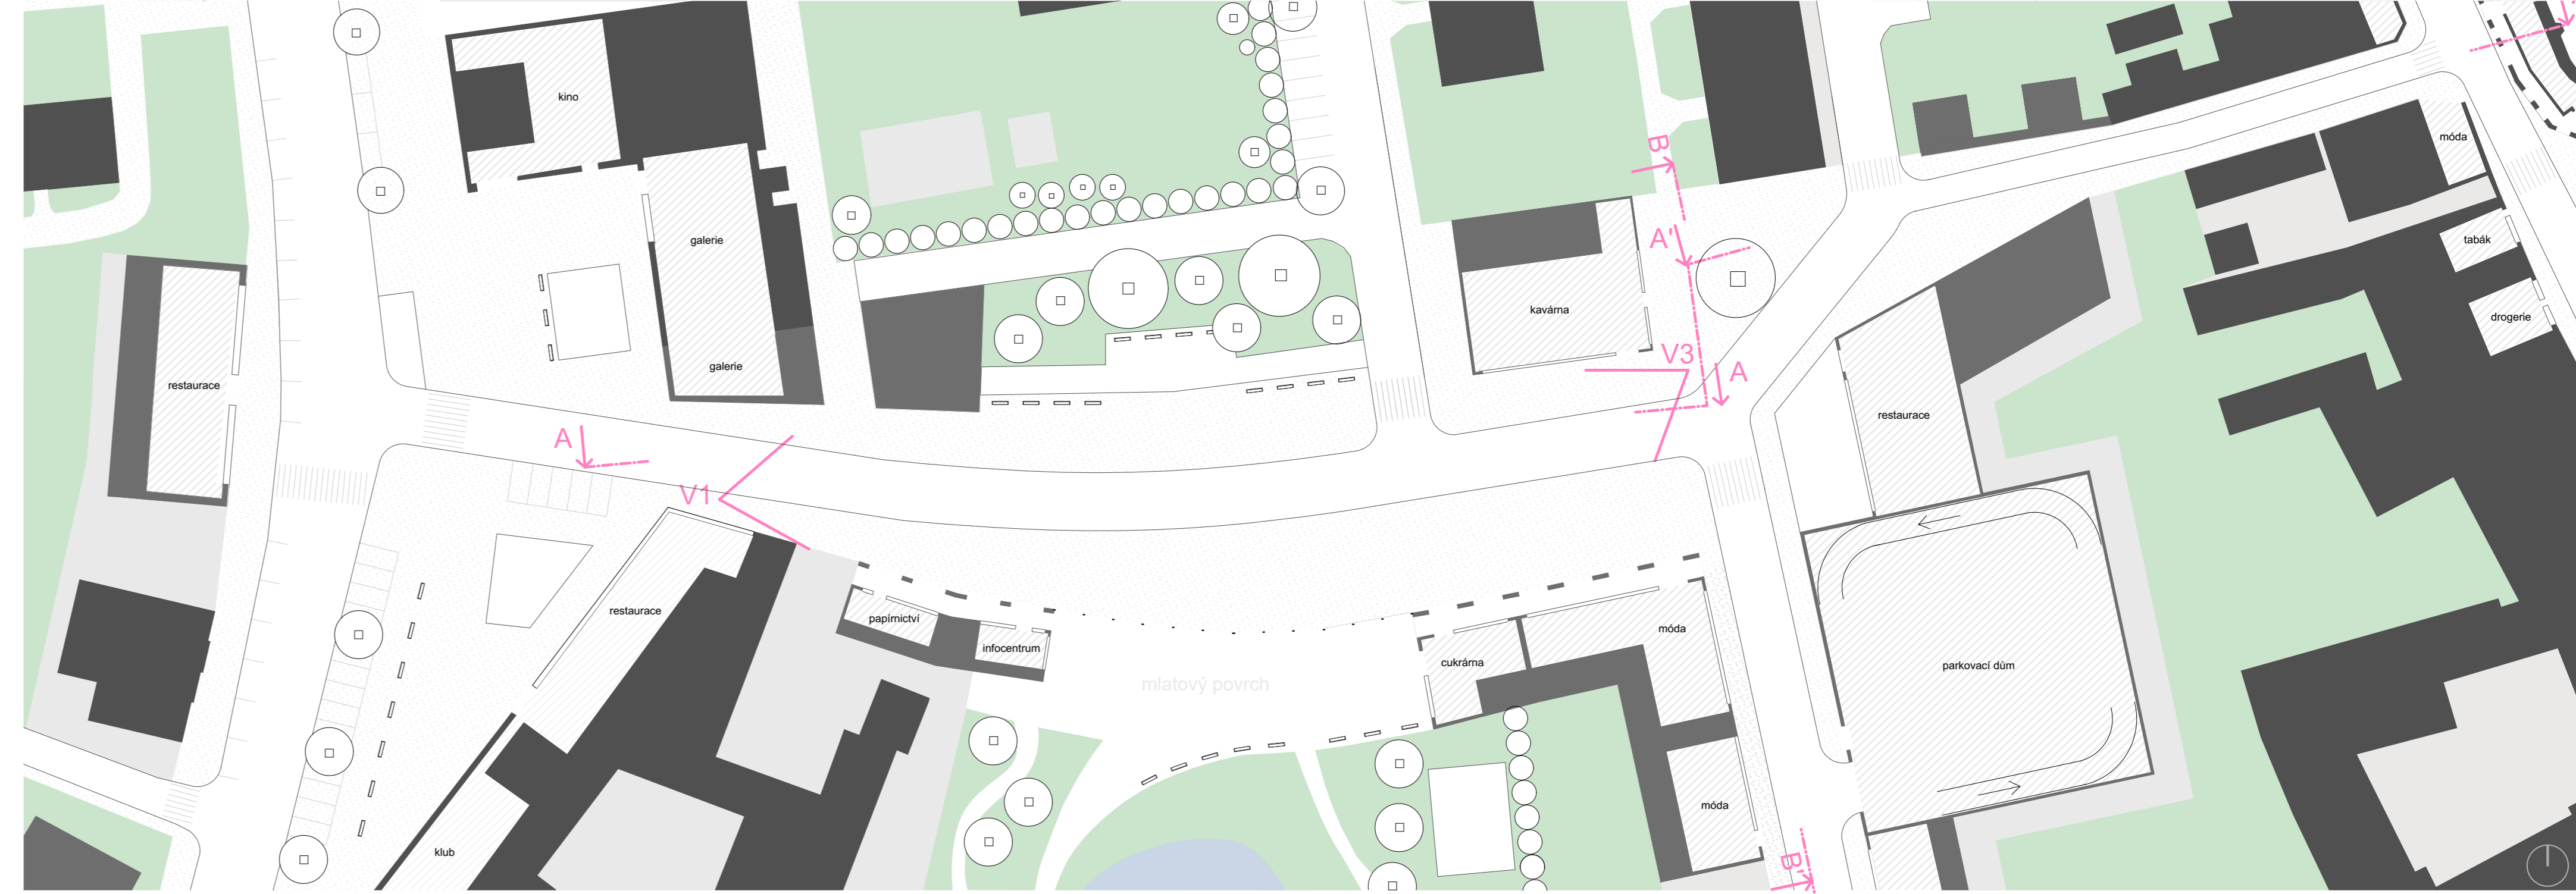 kino
móda
B
A'
galerie
tabák
kavárna
drogerie
V3
galerie
A
restaurace
restaurace
A
V1
restaurace
papírnictví
infocentrum
móda
cukrárna
parkovací dům
mlatový povrch
móda
klub
B'